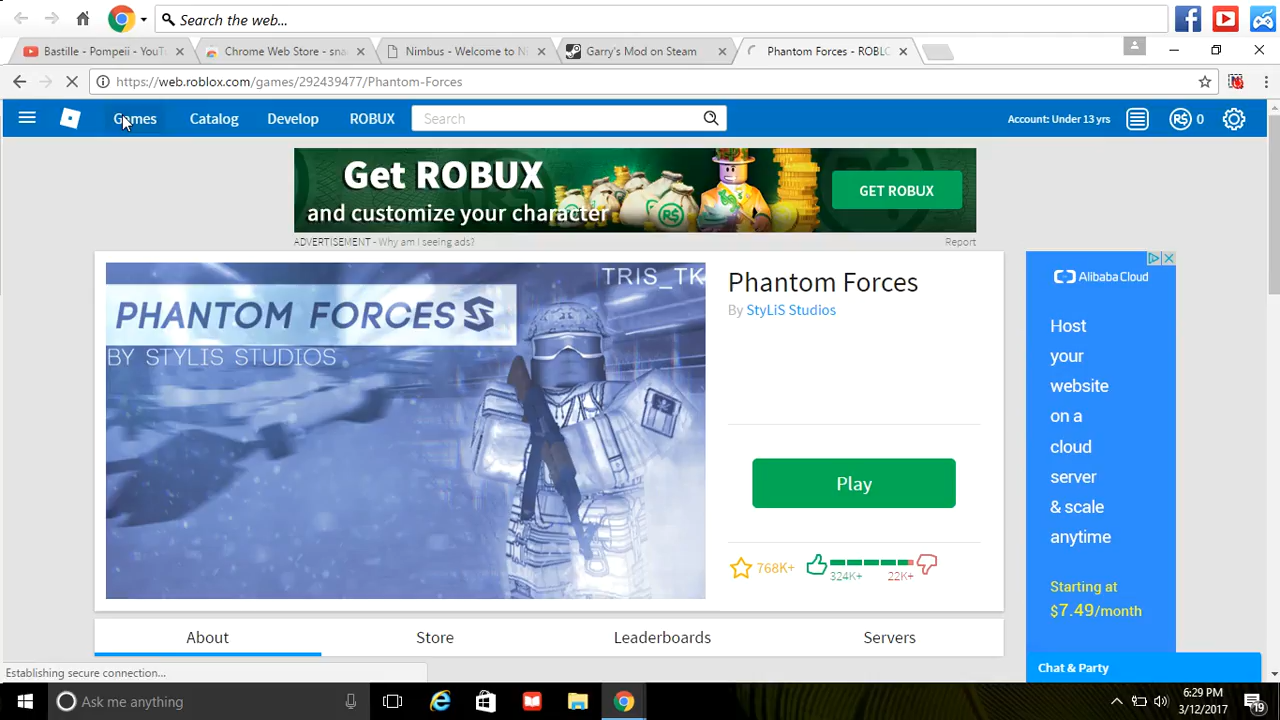 Search the web...
Bastille - Pompeii - YouT
Chrome Web Store - sna
Nimbus - Welcome to N
Garry's Mod on Steam
Phantom Forces - ROBLO
https://web.roblox.com/games/292439477/Phantom-Forces
Games
Catalog
Develop
ROBUX
Search
Account: Under 13 yrs
R$ 0
Get ROBUX
and customize your character
GET ROBUX
ADVERTISEMENT - Why am I seeing ads?
Report
TRIS_TK
PHANTOM FORCES
BY STYLIS STUDIOS
Phantom Forces
By StyLiS Studios
Play
768K+
324K+
22K+
Alibaba Cloud
Host
your
website
on a
cloud
server
& scale
anytime
Starting at
$7.49/month
About
Store
Leaderboards
Servers
Chat & Party
Establishing secure connection...
Ask me anything
6:29 PM
3/12/2017
19